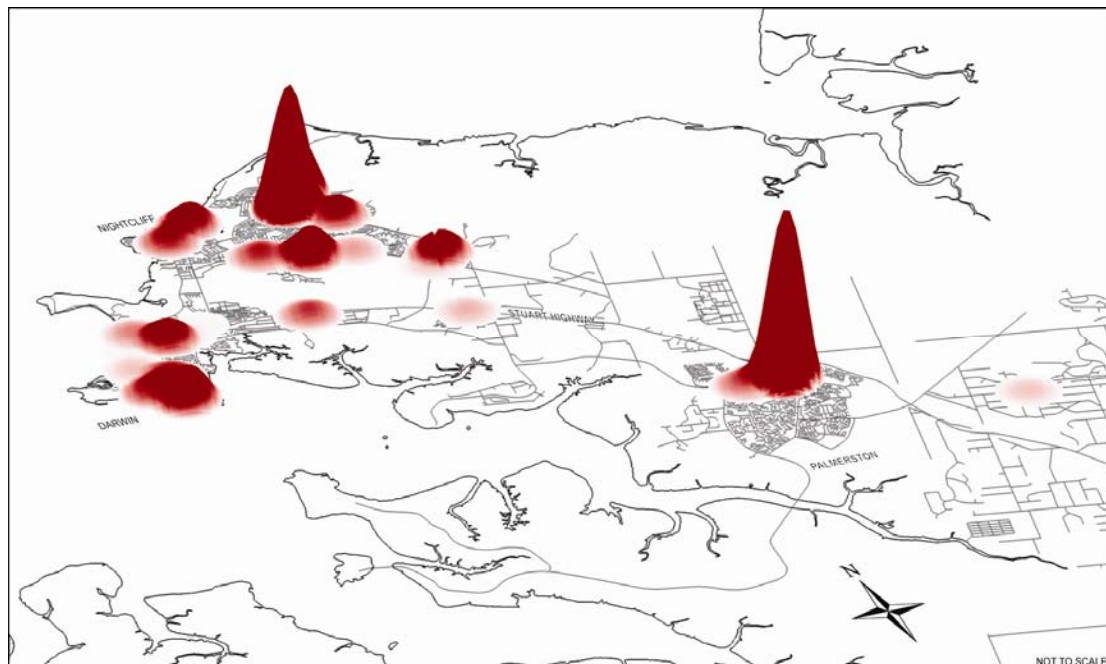 NIGHTCLIFF
STUART HIGHWAY
DARWIN
PALMERSTON
N
NOT TO SCALE